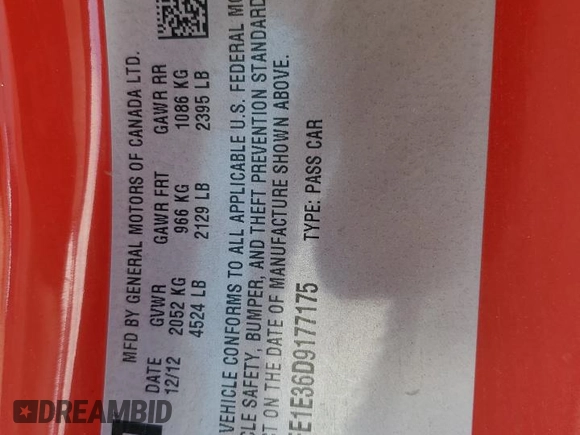 MFD BY GENERAL MOTORS OF CANADA LTD.
DATE GVWR GAWR FRT GAWR RR
12/12 2052 KG 966 KG 1086 KG
4524 LB 2129 LB 2395 LB
VEHICLE CONFORMS TO ALL APPLICABLE U.S. FEDERAL
SAFETY, BUMPER, AND THEFT PREVENTION
ON THE DATE OF MANUFACTURE SHOWN ABOVE.
E1E36D9177175 TYPE: PASS CAR
DREAMBID